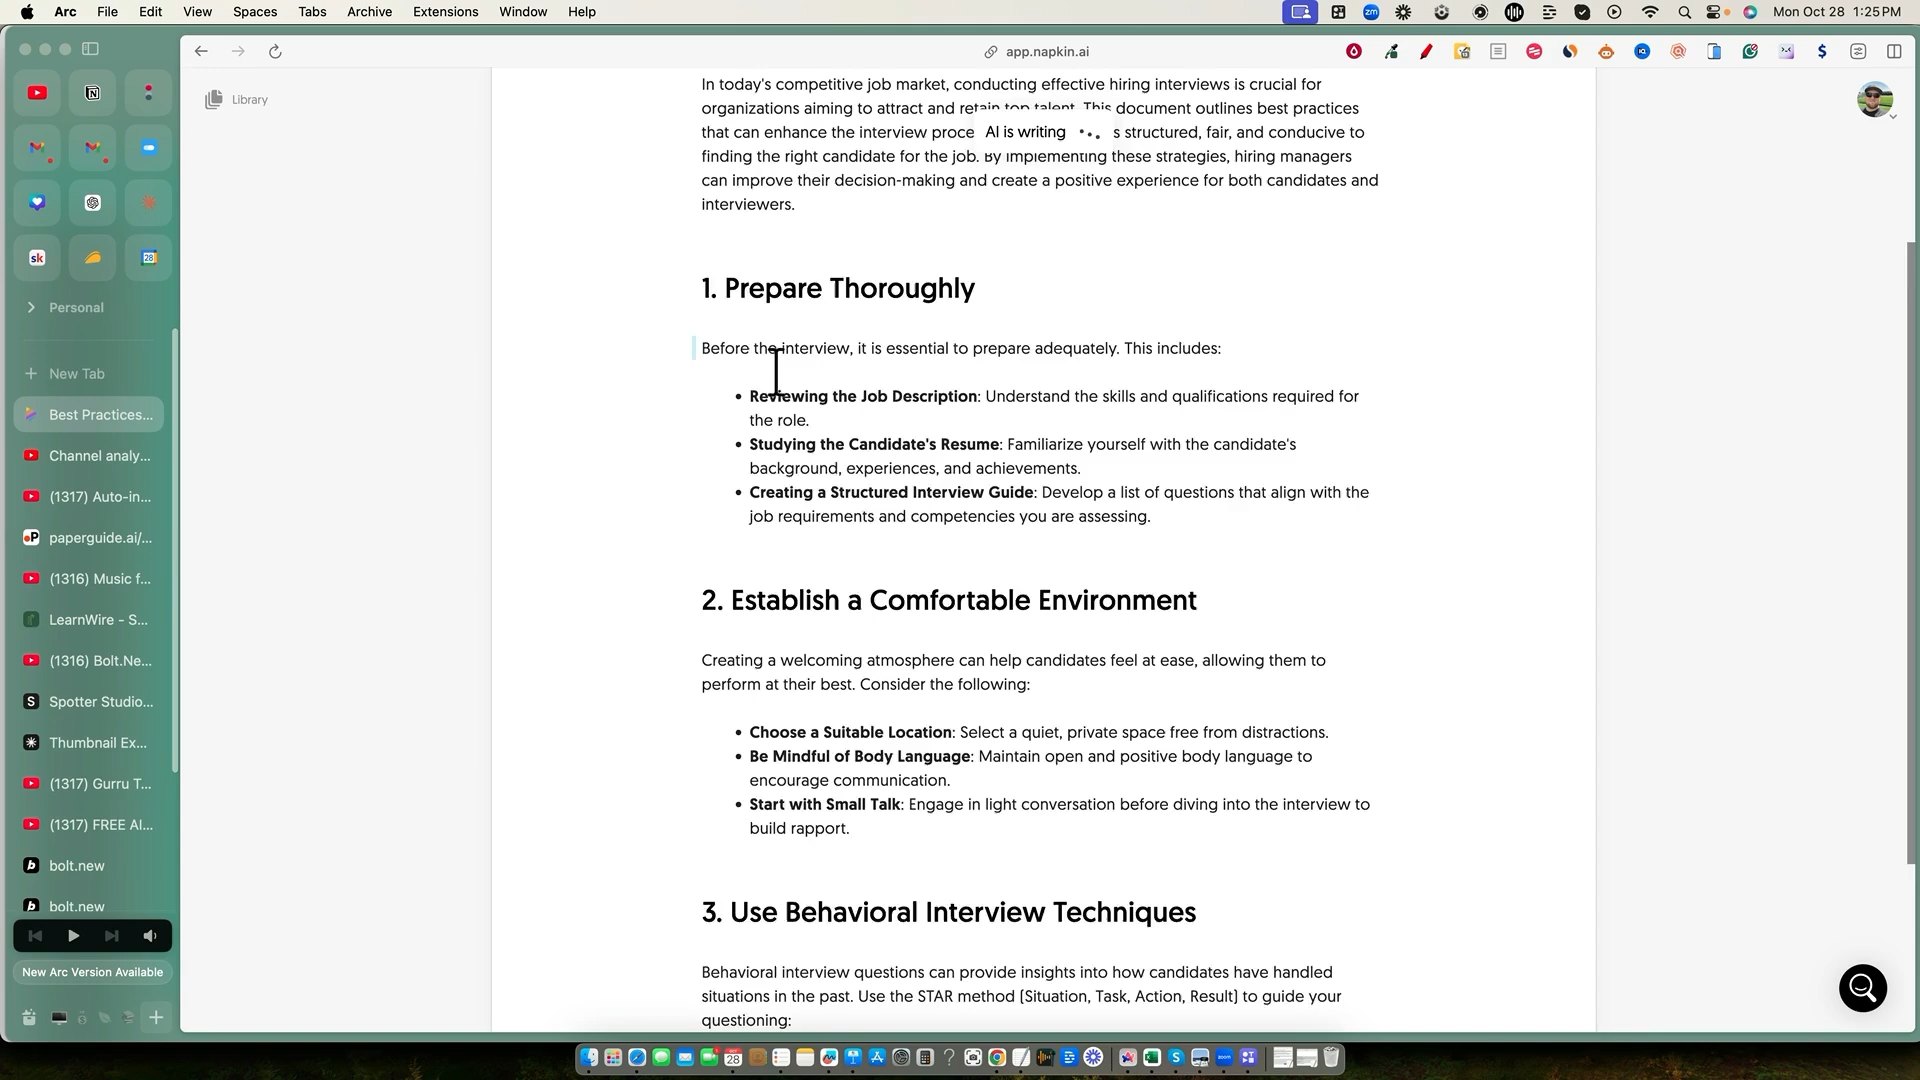 Arc File Edit View Spaces Tabs Archive Extensions Window Help
zm
Mon Oct 28 1:25 PM
app.napkin.ai
Library
sk
28
Personal
New Tab
Best Practices...
Channel analy...
(1317) Auto-in...
paperguide.ai/...
(1316) Music f...
LearnWire - S...
(1316) Bolt.Ne...
Spotter Studio...
Thumbnail Ex...
(1317) Gurru T...
(1317) FREE AI...
bolt.new
bolt.new
New Arc Version Available
In today's competitive job market, conducting effective hiring interviews is crucial for
organizations aiming to attract and retain top talent. This document outlines best practices
that can enhance the interview proce
AI is writing
s structured, fair, and conducive to
finding the right candidate for the job. By implementing these strategies, hiring managers
can improve their decision-making and create a positive experience for both candidates and
interviewers.
1. Prepare Thoroughly
Before the interview, it is essential to prepare adequately. This includes:
• Reviewing the Job Description: Understand the skills and qualifications required for
the role.
• Studying the Candidate's Resume: Familiarize yourself with the candidate's
background, experiences, and achievements.
• Creating a Structured Interview Guide: Develop a list of questions that align with the
job requirements and competencies you are assessing.
2. Establish a Comfortable Environment
Creating a welcoming atmosphere can help candidates feel at ease, allowing them to
perform at their best. Consider the following:
• Choose a Suitable Location: Select a quiet, private space free from distractions.
• Be Mindful of Body Language: Maintain open and positive body language to
encourage communication.
• Start with Small Talk: Engage in light conversation before diving into the interview to
build rapport.
3. Use Behavioral Interview Techniques
Behavioral interview questions can provide insights into how candidates have handled
situations in the past. Use the STAR method (Situation, Task, Action, Result) to guide your
questioning: